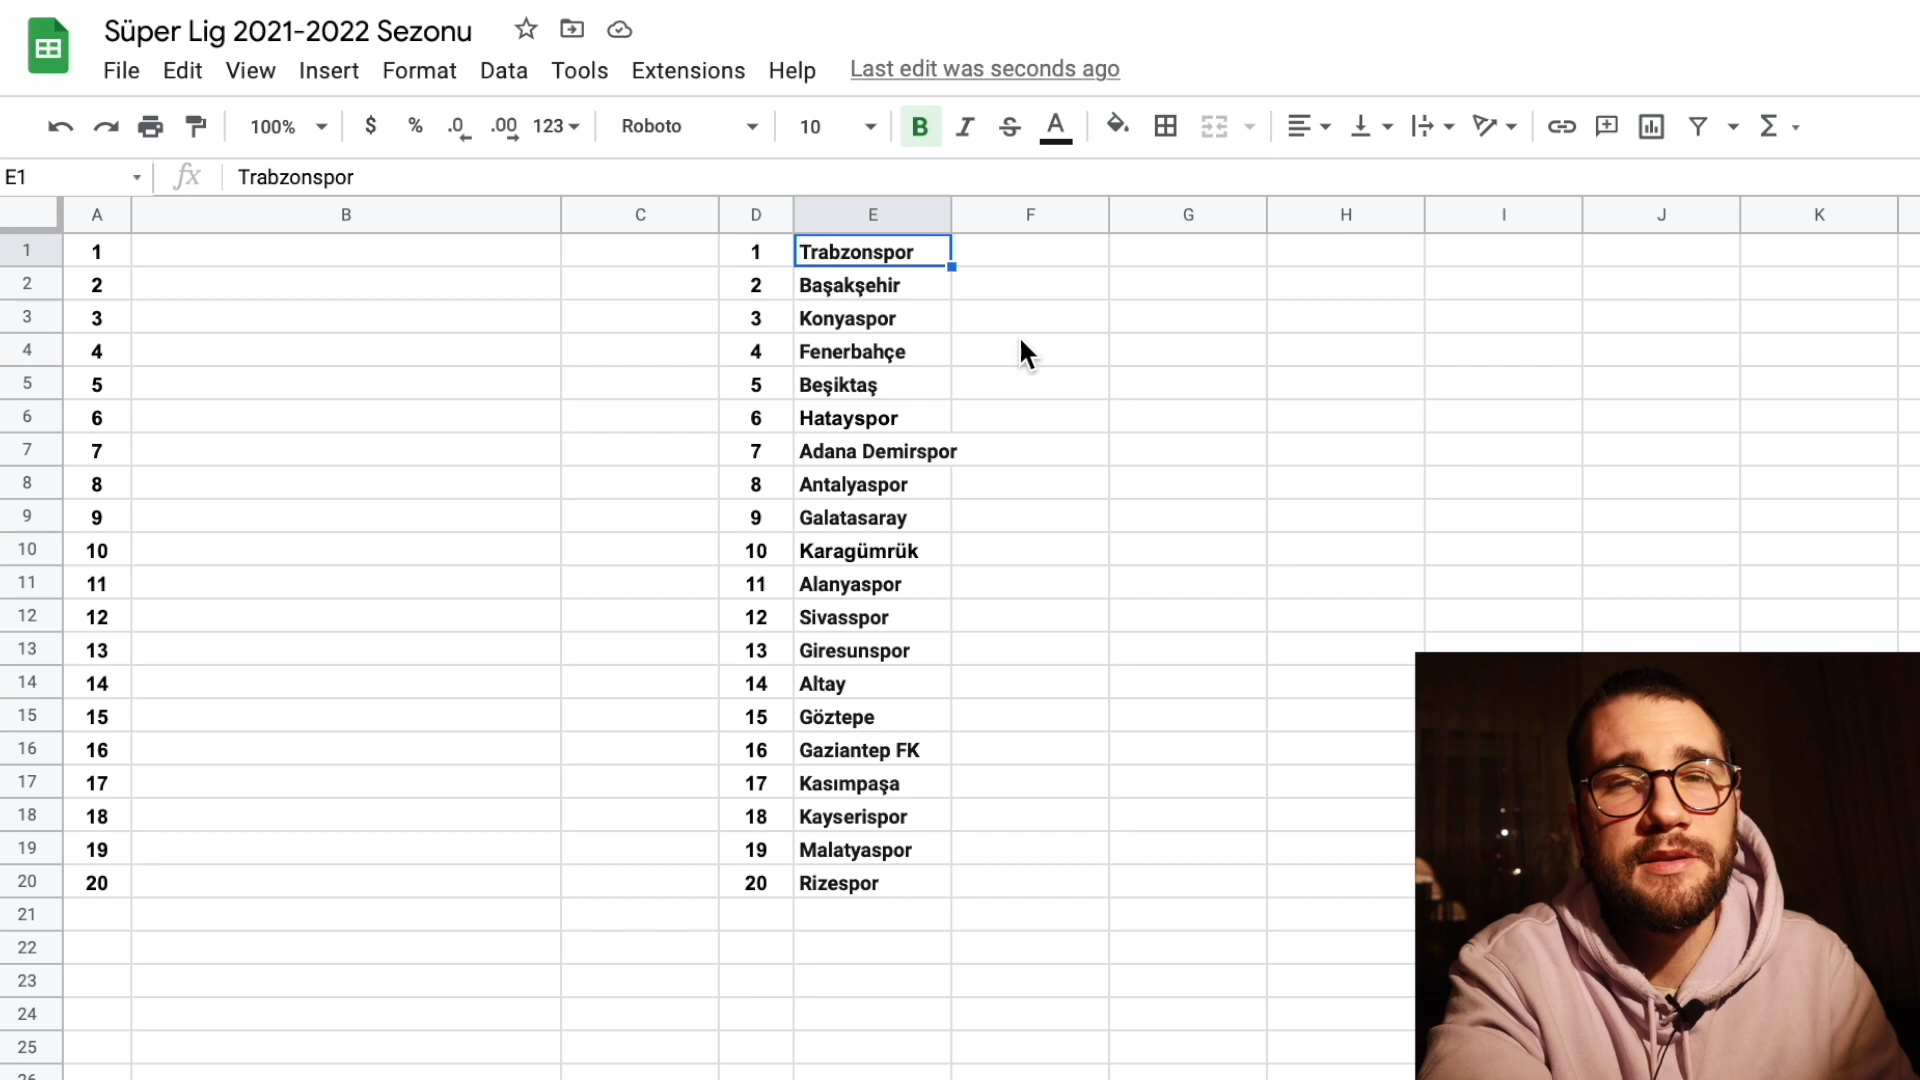 Süper Lig 2021-2022 Sezonu
File Edit View Insert Format Data Tools Extensions Help Last edit was seconds ago
100% $ % .0 .00 123 Roboto 10 B I S A Σ
E1 fx Trabzonspor
A B C D E F G H I J K
1 1 1 Trabzonspor
2 2 2 Başakşehir
3 3 3 Konyaspor
4 4 4 Fenerbahçe
5 5 5 Beşiktaş
6 6 6 Hatayspor
7 7 7 Adana Demirspor
8 8 8 Antalyaspor
9 9 9 Galatasaray
10 10 10 Karagümrük
11 11 11 Alanyaspor
12 12 12 Sivasspor
13 13 13 Giresunspor
14 14 14 Altay
15 15 15 Göztepe
16 16 16 Gaziantep FK
17 17 17 Kasımpaşa
18 18 18 Kayserispor
19 19 19 Malatyaspor
20 20 20 Rizespor
21
22
23
24
25
26